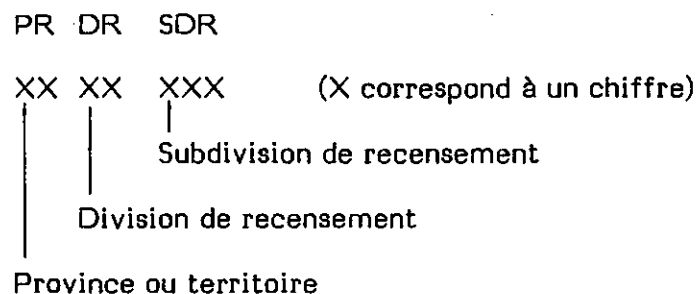 PR DR SDR
XX XX XXX (X correspond à un chiffre)
Subdivision de recensement
Division de recensement
Province ou territoire